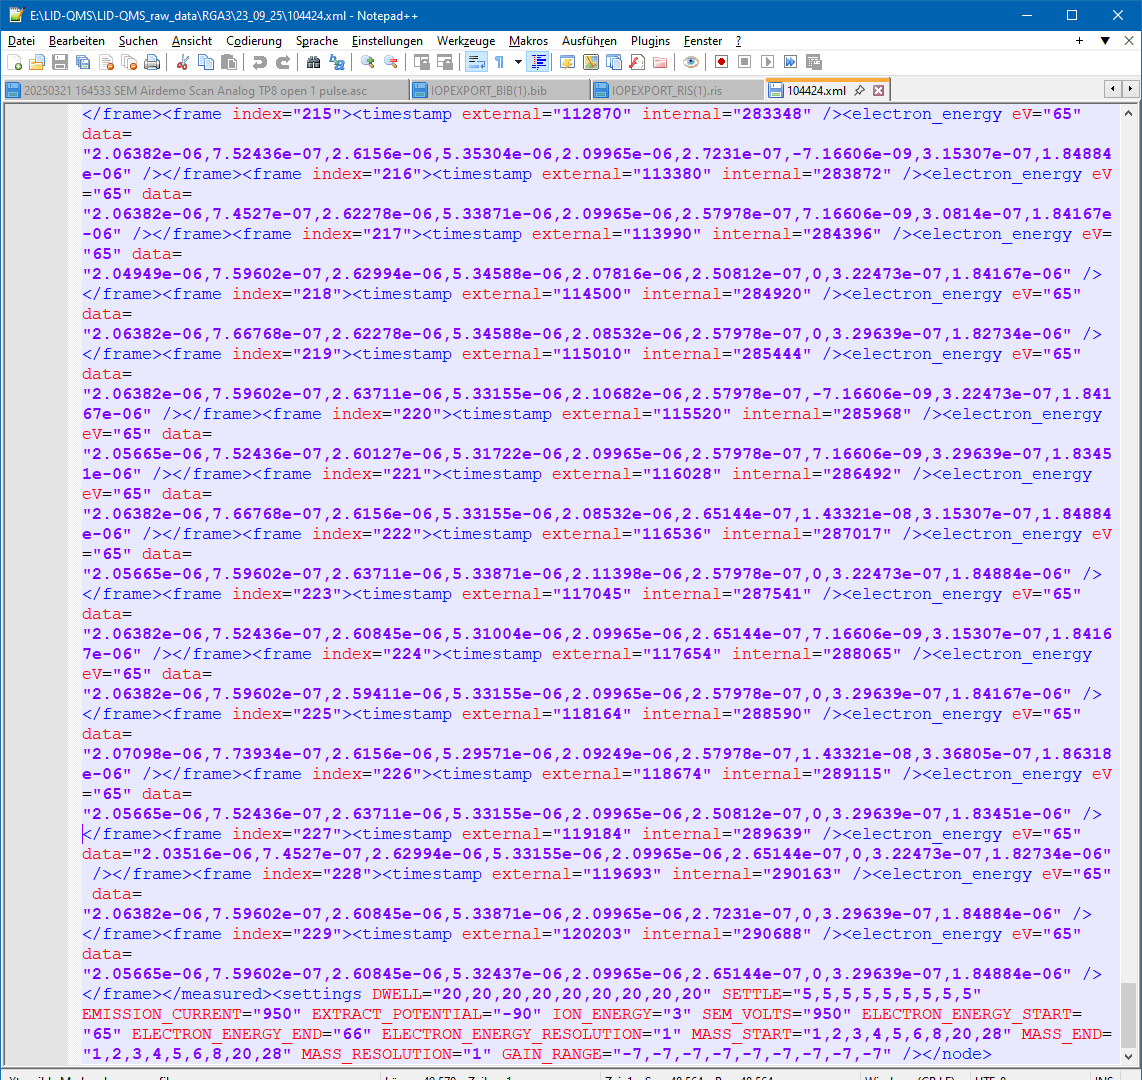 E:\LID-QMS\LID-QMS_raw_data\RGA3\23_09_25\104424.xml - Notepad++
Datei Bearbeiten Suchen Ansicht Codierung Sprache Einstellungen Werkzeuge Makros Ausführen Plugins Fenster ?
20250321 164533 SEM Airdemo Scan Analog TP8 open 1 pulse.asc IOPEXPORT_BIB(1).bib IOPEXPORT_RIS(1).ris 104424.xml
</frame><frame index="215"><timestamp external="112870" internal="283348" /><electron_energy eV="65"
data=
"2.06382e-06,7.52436e-07,2.6156e-06,5.35304e-06,2.09965e-06,2.7231e-07,-7.16606e-09,3.15307e-07,1.84884
e-06" /></frame><frame index="216"><timestamp external="113380" internal="283872" /><electron_energy eV
="65" data=
"2.06382e-06,7.4527e-07,2.62278e-06,5.33871e-06,2.09965e-06,2.57978e-07,7.16606e-09,3.0814e-07,1.84167e
-06" /></frame><frame index="217"><timestamp external="113990" internal="284396" /><electron_energy eV=
"65" data=
"2.04949e-06,7.59602e-07,2.62994e-06,5.34588e-06,2.07816e-06,2.50812e-07,0,3.22473e-07,1.84167e-06" />
</frame><frame index="218"><timestamp external="114500" internal="284920" /><electron_energy eV="65"
data=
"2.06382e-06,7.66768e-07,2.62278e-06,5.34588e-06,2.08532e-06,2.57978e-07,0,3.29639e-07,1.82734e-06" />
</frame><frame index="219"><timestamp external="115010" internal="285444" /><electron_energy eV="65"
data=
"2.06382e-06,7.59602e-07,2.63711e-06,5.33155e-06,2.10682e-06,2.57978e-07,-7.16606e-09,3.22473e-07,1.841
67e-06" /></frame><frame index="220"><timestamp external="115520" internal="285968" /><electron_energy
eV="65" data=
"2.05665e-06,7.52436e-07,2.60127e-06,5.31722e-06,2.09965e-06,2.57978e-07,7.16606e-09,3.29639e-07,1.8345
1e-06" /></frame><frame index="221"><timestamp external="116028" internal="286492" /><electron_energy
eV="65" data=
"2.06382e-06,7.66768e-07,2.6156e-06,5.33155e-06,2.08532e-06,2.65144e-07,1.43321e-08,3.15307e-07,1.84884
e-06" /></frame><frame index="222"><timestamp external="116536" internal="287017" /><electron_energy eV
="65" data=
"2.05665e-06,7.59602e-07,2.63711e-06,5.33871e-06,2.11398e-06,2.57978e-07,0,3.22473e-07,1.84884e-06" />
</frame><frame index="223"><timestamp external="117045" internal="287541" /><electron_energy eV="65"
data=
"2.06382e-06,7.52436e-07,2.60845e-06,5.31004e-06,2.09965e-06,2.65144e-07,7.16606e-09,3.15307e-07,1.8416
7e-06" /></frame><frame index="224"><timestamp external="117654" internal="288065" /><electron_energy
eV="65" data=
"2.06382e-06,7.59602e-07,2.59411e-06,5.33155e-06,2.09965e-06,2.57978e-07,0,3.29639e-07,1.84167e-06" />
</frame><frame index="225"><timestamp external="118164" internal="288590" /><electron_energy eV="65"
data=
"2.07098e-06,7.73934e-07,2.6156e-06,5.29571e-06,2.09249e-06,2.57978e-07,1.43321e-08,3.36805e-07,1.86318
e-06" /></frame><frame index="226"><timestamp external="118674" internal="289115" /><electron_energy eV
="65" data=
"2.05665e-06,7.52436e-07,2.63711e-06,5.33155e-06,2.09965e-06,2.50812e-07,0,3.29639e-07,1.83451e-06" />
</frame><frame index="227"><timestamp external="119184" internal="289639" /><electron_energy eV="65"
data="2.03516e-06,7.4527e-07,2.62994e-06,5.33155e-06,2.09965e-06,2.65144e-07,0,3.22473e-07,1.82734e-06"
/></frame><frame index="228"><timestamp external="119693" internal="290163" /><electron_energy eV="65"
data=
"2.06382e-06,7.59602e-07,2.60845e-06,5.33871e-06,2.09965e-06,2.7231e-07,0,3.29639e-07,1.84884e-06" />
</frame><frame index="229"><timestamp external="120203" internal="290688" /><electron_energy eV="65"
data=
"2.05665e-06,7.59602e-07,2.60845e-06,5.32437e-06,2.09965e-06,2.65144e-07,0,3.29639e-07,1.84884e-06" />
</frame></measured><settings DWELL="20,20,20,20,20,20,20,20,20" SETTLE="5,5,5,5,5,5,5,5,5"
EMISSION_CURRENT="950" EXTRACT_POTENTIAL="-90" ION_ENERGY="3" SEM_VOLTS="950" ELECTRON_ENERGY_START=
"65" ELECTRON_ENERGY_END="66" ELECTRON_ENERGY_RESOLUTION="1" MASS_START="1,2,3,4,5,6,8,20,28" MASS_END=
"1,2,3,4,5,6,8,20,28" MASS_RESOLUTION="1" GAIN_RANGE="-7,-7,-7,-7,-7,-7,-7,-7,-7" /></node>